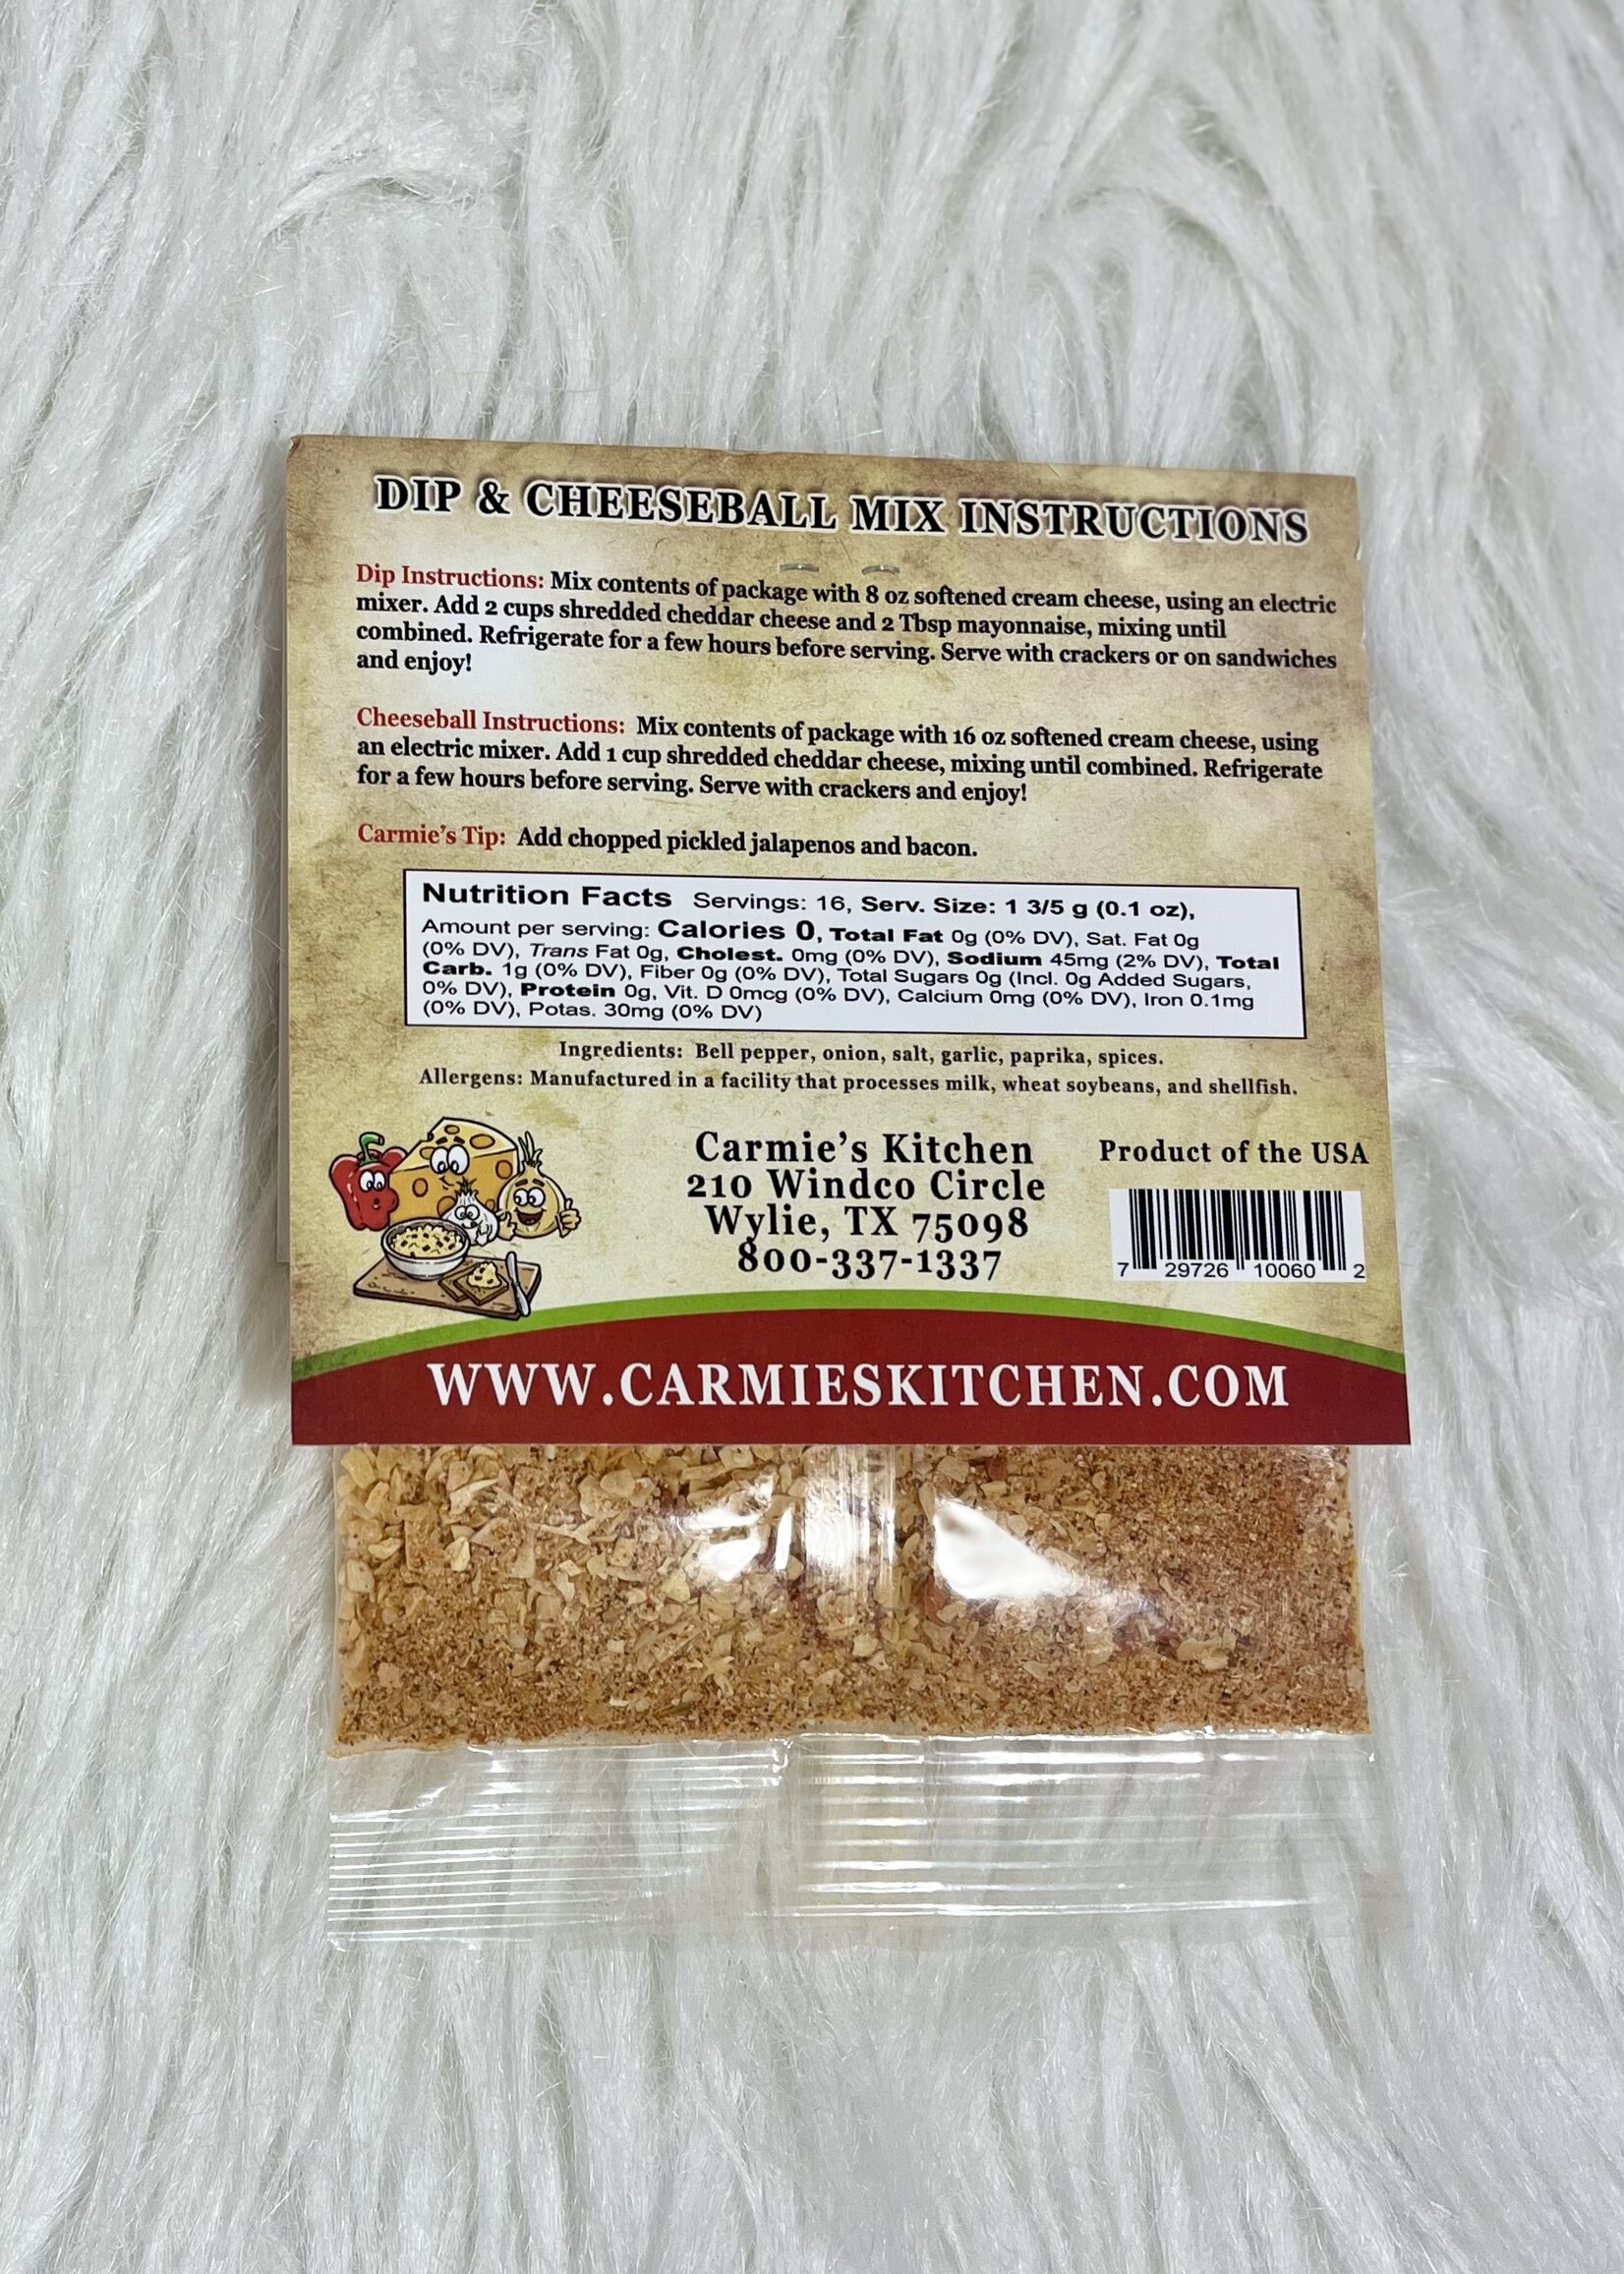 DIP & CHEESEBALL MIX INSTRUCTIONS
Dip Instructions: Mix contents of package with 8 oz softened cream cheese, using an electric
mixer. Add 2 cups shredded cheddar cheese and 2 Tbsp mayonnaise, mixing until
combined. Refrigerate for a few hours before serving. Serve with crackers or on sandwiches
and enjoy!
Cheeseball Instructions: Mix contents of package with 16 oz softened cream cheese, using
an electric mixer. Add 1 cup shredded cheddar cheese, mixing until combined. Refrigerate
for a few hours before serving. Serve with crackers and enjoy!
Carmie's Tip: Add chopped pickled jalapenos and bacon.
Nutrition Facts Servings: 16, Serv. Size: 1 3/5 g (0.1 oz),
Amount per serving: Calories 0, Total Fat 0g (0% DV), Sat. Fat 0g
(0% DV), Trans Fat 0g, Cholest. 0mg (0% DV), Sodium 45mg (2% DV), Total
Carb. 1g (0% DV), Fiber 0g (0% DV), Total Sugars 0g (Incl. 0g Added Sugars,
0% DV), Protein 0g, Vit. D 0mcg (0% DV), Calcium 0mg (0% DV), Iron 0.1mg
(0% DV), Potas. 30mg (0% DV)
Ingredients: Bell pepper, onion, salt, garlic, paprika, spices.
Allergens: Manufactured in a facility that processes milk, wheat soybeans, and shellfish.
Carmie's Kitchen
210 Windco Circle
Wylie, TX 75098
800-337-1337
Product of the USA
7 29726 10060 2
WWW.CARMIESKITCHEN.COM